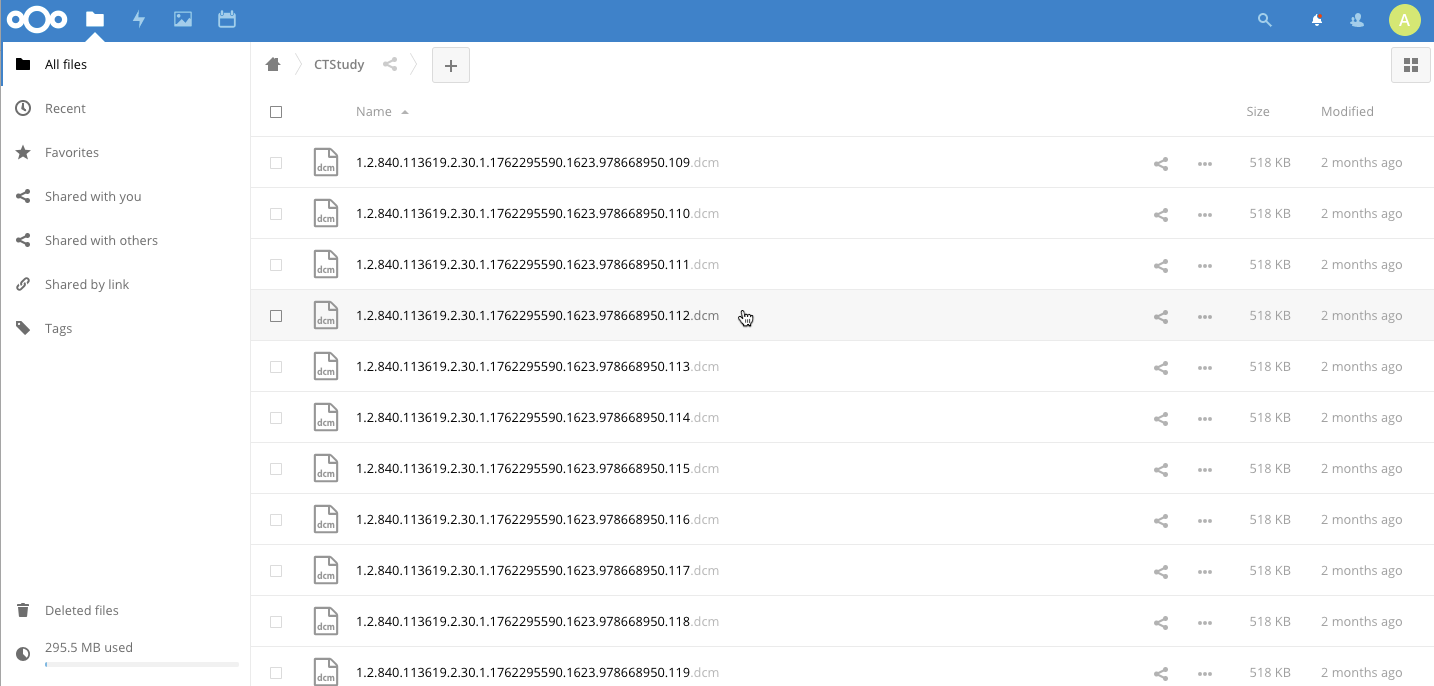 A
All files
Recent
Favorites
Shared with you
Shared with others
Shared by link
Tags
Deleted files
295.5 MB used
CTStudy
+
Name Size Modified
dcm 1.2.840.113619.2.30.1.1762295590.1623.978668950.109.dcm 518 KB 2 months ago
dcm 1.2.840.113619.2.30.1.1762295590.1623.978668950.110.dcm 518 KB 2 months ago
dcm 1.2.840.113619.2.30.1.1762295590.1623.978668950.111.dcm 518 KB 2 months ago
dcm 1.2.840.113619.2.30.1.1762295590.1623.978668950.112.dcm 518 KB 2 months ago
dcm 1.2.840.113619.2.30.1.1762295590.1623.978668950.113.dcm 518 KB 2 months ago
dcm 1.2.840.113619.2.30.1.1762295590.1623.978668950.114.dcm 518 KB 2 months ago
dcm 1.2.840.113619.2.30.1.1762295590.1623.978668950.115.dcm 518 KB 2 months ago
dcm 1.2.840.113619.2.30.1.1762295590.1623.978668950.116.dcm 518 KB 2 months ago
dcm 1.2.840.113619.2.30.1.1762295590.1623.978668950.117.dcm 518 KB 2 months ago
dcm 1.2.840.113619.2.30.1.1762295590.1623.978668950.118.dcm 518 KB 2 months ago
dcm 1.2.840.113619.2.30.1.1762295590.1623.978668950.119.dcm 518 KB 2 months ago